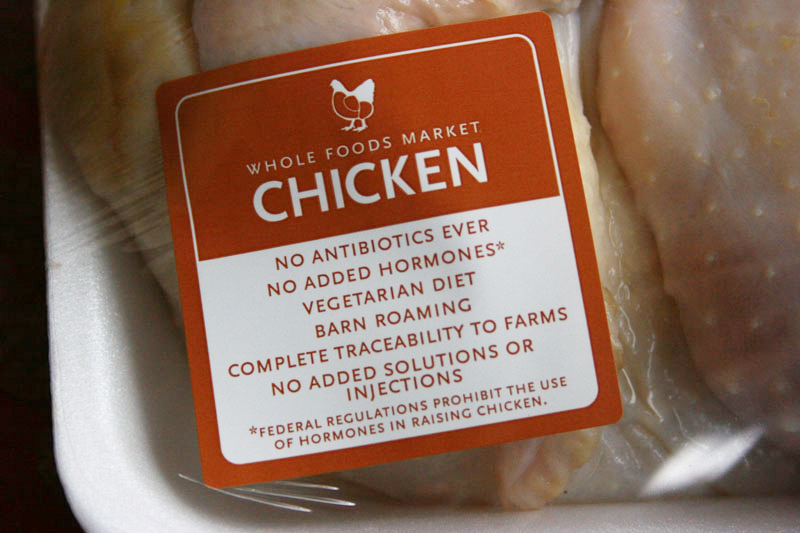 WHOLE FOODS MARKET
CHICKEN
NO ANTIBIOTICS EVER
NO ADDED HORMONES*
VEGETARIAN DIET
BARN ROAMING
COMPLETE TRACEABILITY TO FARMS
NO ADDED SOLUTIONS OR
INJECTIONS
*FEDERAL REGULATIONS PROHIBIT THE USE
OF HORMONES IN RAISING CHICKEN.